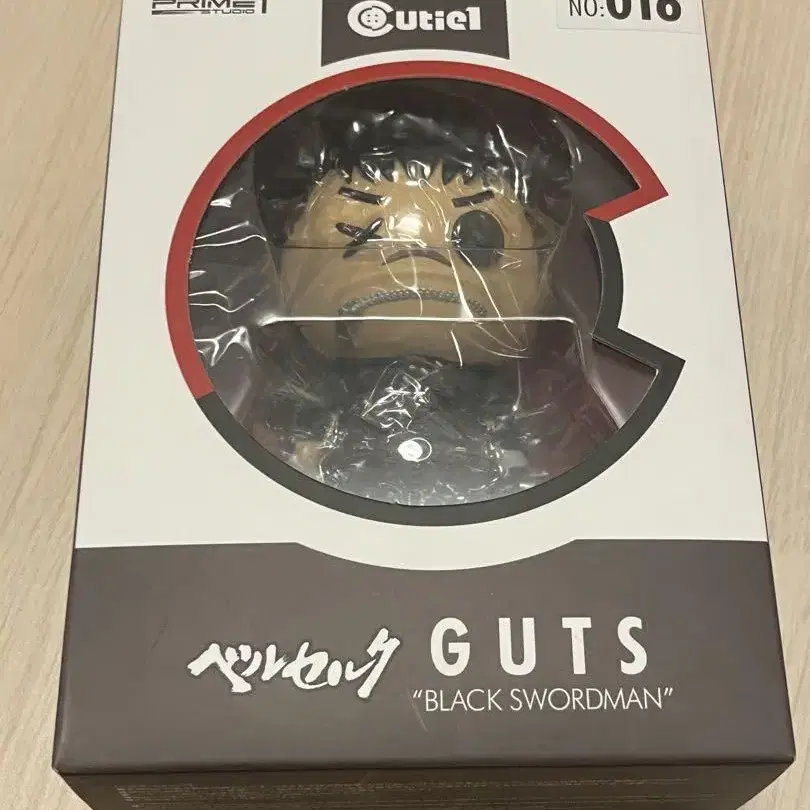 PRIME 1
STUDIO
Cutie1
NO:016
ベルセルク
GUTS
"BLACK SWORDMAN"